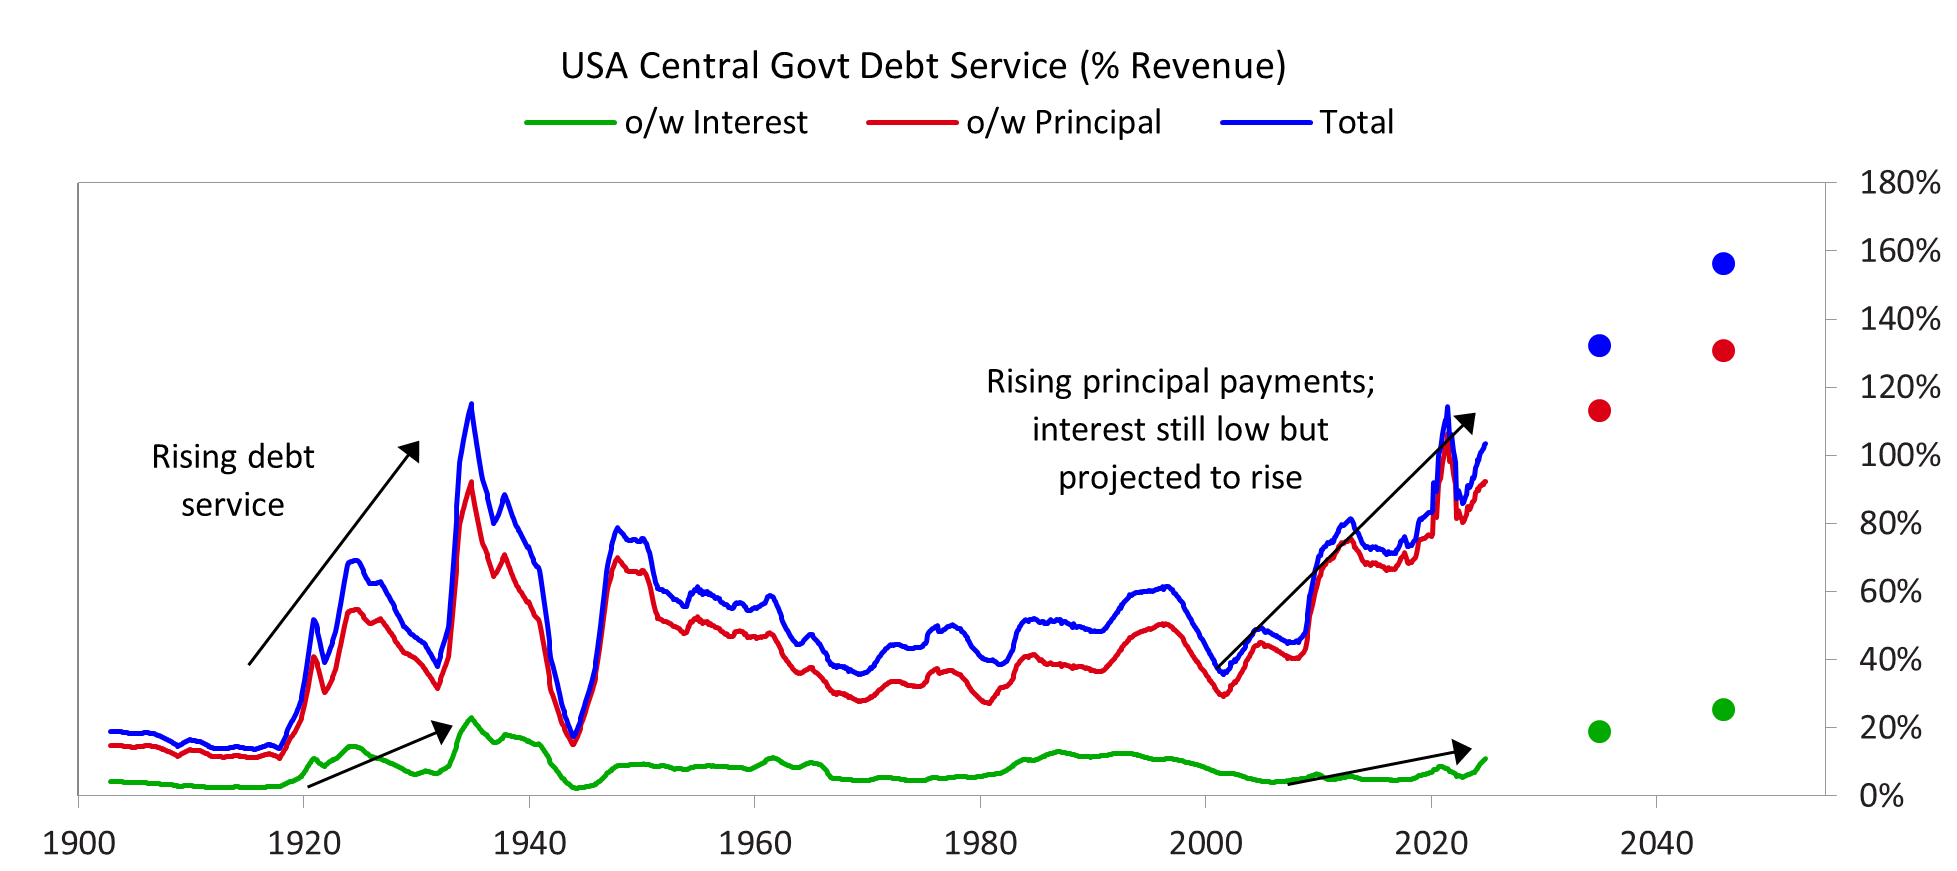 USA Central Govt Debt Service (% Revenue)
o/w Interest
o/w Principal
Total
180%
160%
140%
120%
100%
80%
60%
40%
20%
0%
Rising debt
service
Rising principal payments;
interest still low but
projected to rise
1900
1920
1940
1960
1980
2000
2020
2040